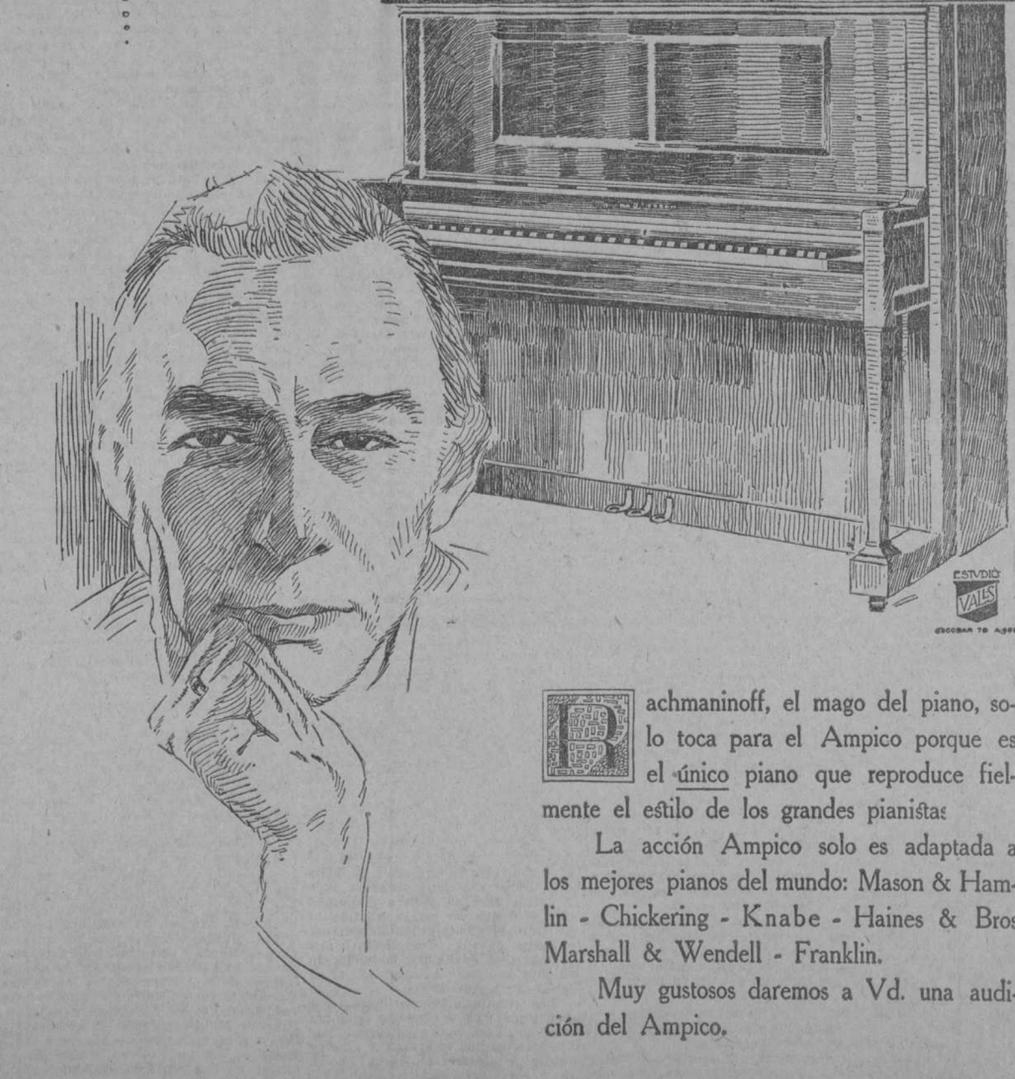 ESTVDIO
VALLS
Rachmaninoff, el mago del piano, so-
lo toca para el Ampico porque es
el único piano que reproduce fiel-
mente el estilo de los grandes pianistas
La acción Ampico solo es adaptada a
los mejores pianos del mundo: Mason & Ham-
lin - Chickering - Knabe - Haines & Bros
Marshall & Wendell - Franklin.
Muy gustosos daremos a Vd. una audi-
ción del Ampico.